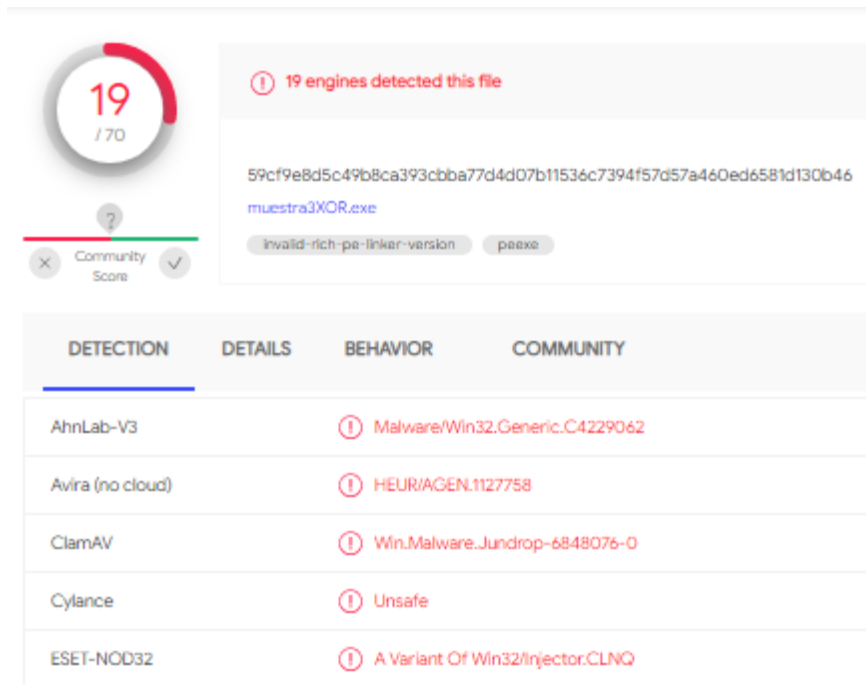 19
/ 70
?
Community
Score
19 engines detected this file
59cf9e8d5c49b8ca393cbba77d4d07b11536c7394f57d57a460ed6581d130b46
muestra3XOR.exe
invalid-rich-pe-linker-version
peexe
DETECTION DETAILS BEHAVIOR COMMUNITY
AhnLab-V3 Malware/Win32.Generic.C4229062
Avira (no cloud) HEUR/AGEN.1127758
ClamAV Win.Malware.Jundrop-6848076-0
Cylance Unsafe
ESET-NOD32 A Variant Of Win32/Injector.CLNQ